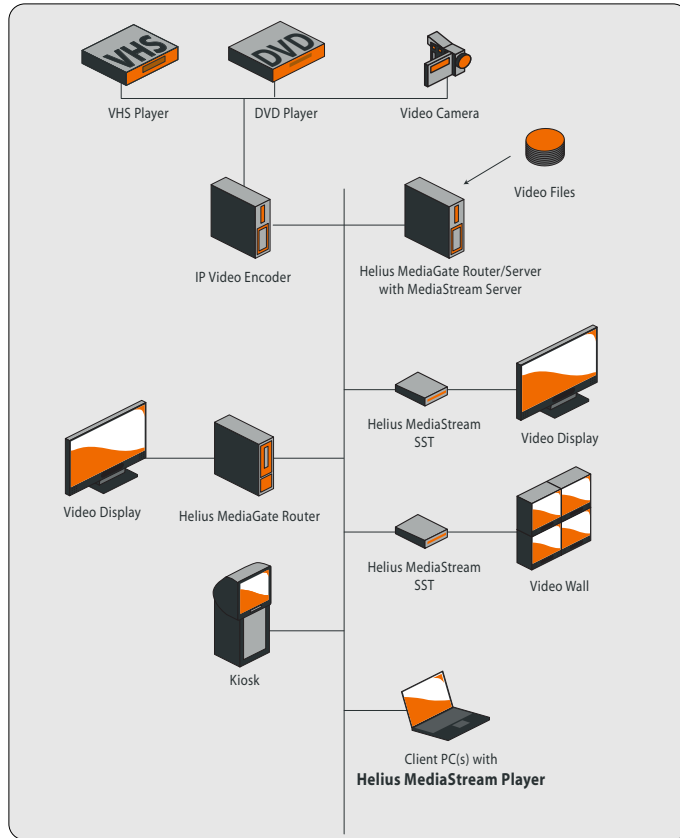 VHS
DVD
VHS Player
DVD Player
Video Camera
Video Files
IP Video Encoder
Helius MediaGate Router/Server
with MediaStream Server
Helius MediaStream
SST
Video Display
Video Display
Helius MediaGate Router
Helius MediaStream
SST
Video Wall
Kiosk
Client PC(s) with
Helius MediaStream Player